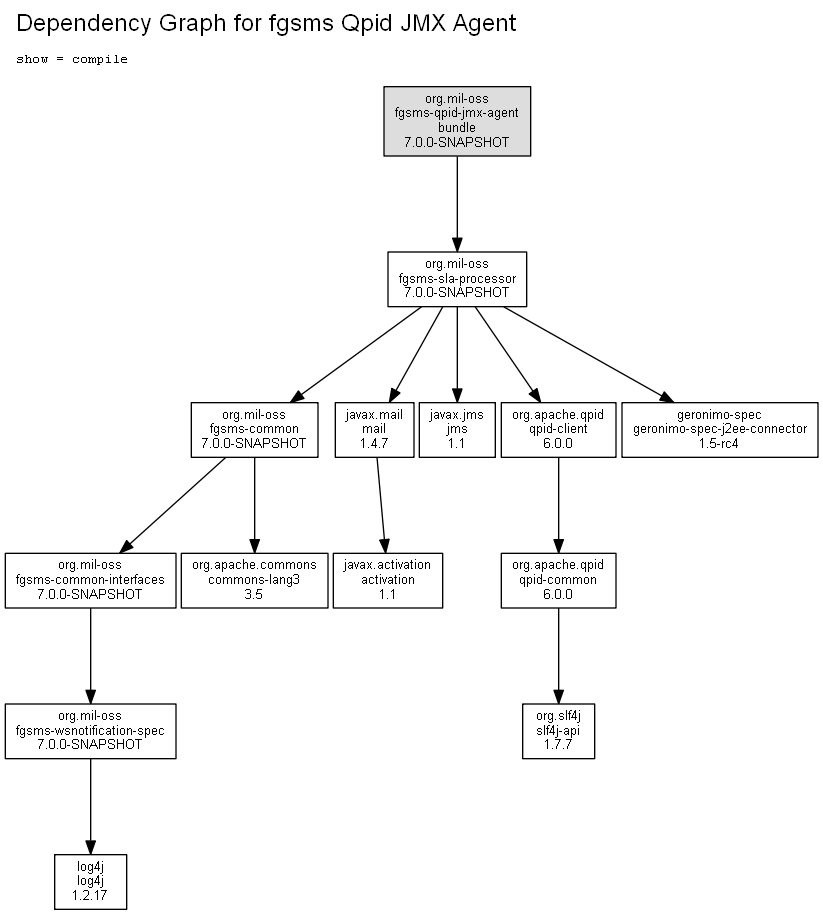 Dependency Graph for fgsms Qpid JMX Agent
show = compile
org.mil-oss
fgsms-qpid-jmx-agent
bundle
7.0.0-SNAPSHOT
org.mil-oss
fgsms-sla-processor
7.0.0-SNAPSHOT
org.mil-oss
fgsms-common
7.0.0-SNAPSHOT
javax.mail
mail
1.4.7
javax.jms
jms
1.1
org.apache.qpid
qpid-client
6.0.0
geronimo-spec
geronimo-spec-j2ee-connector
1.5-rc4
org.mil-oss
fgsms-common-interfaces
7.0.0-SNAPSHOT
org.apache.commons
commons-lang3
3.5
javax.activation
activation
1.1
org.apache.qpid
qpid-common
6.0.0
org.mil-oss
fgsms-wsnotification-spec
7.0.0-SNAPSHOT
org.slf4j
slf4j-api
1.7.7
log4j
log4j
1.2.17